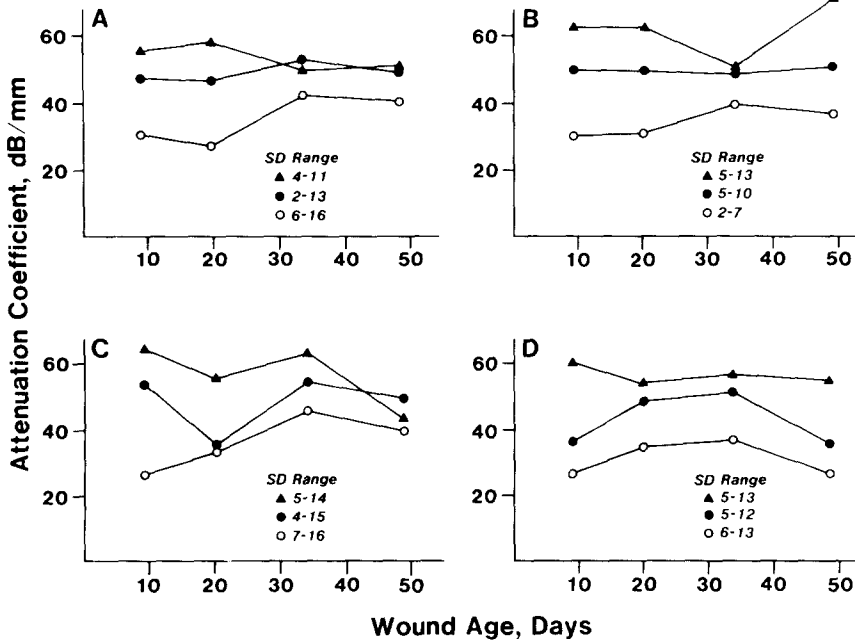 A
60
40
20
SD Range
▲ 4-11
● 2-13
○ 6-16
10 20 30 40 50
B
60
40
20
SD Range
▲ 5-13
● 5-10
○ 2-7
10 20 30 40 50
Attenuation Coefficient, dB/mm
C
60
40
20
SD Range
▲ 5-14
● 4-15
○ 7-16
10 20 30 40 50
D
60
40
20
SD Range
▲ 5-13
● 5-12
○ 6-13
10 20 30 40 50
Wound Age, Days